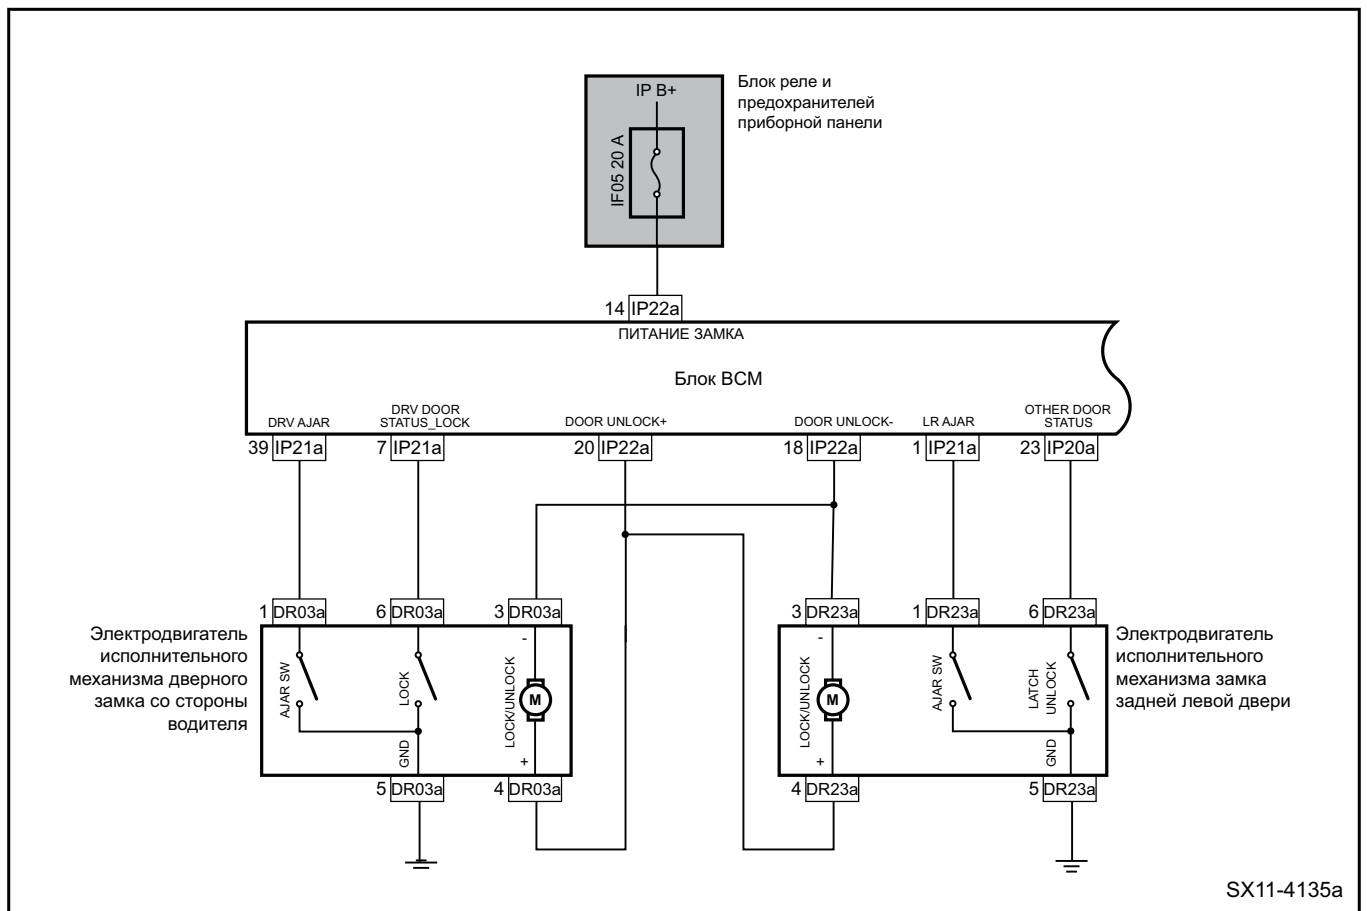 IP B+
Блок реле и
предохранителей
приборной панели
IF05 20 A
14 IP22a
ПИТАНИЕ ЗАМКА
Блок BCM
DRV AJAR
DRV DOOR
STATUS_LOCK
DOOR UNLOCK+
DOOR UNLOCK-
LR AJAR
OTHER DOOR
STATUS
39 IP21a
7 IP21a
20 IP22a
18 IP22a
1 IP21a
23 IP20a
1 DR03a
6 DR03a
3 DR03a
3 DR23a
1 DR23a
6 DR23a
Электродвигатель
исполнительного
механизма дверного
замка со стороны
водителя
AJAR SW
LOCK
GND
LOCK/UNLOCK
-
M
+
LOCK/UNLOCK
-
M
+
AJAR SW
LATCH
UNLOCK
GND
Электродвигатель
исполнительного
механизма замка
задней левой двери
5 DR03a
4 DR03a
4 DR23a
5 DR23a
SX11-4135a